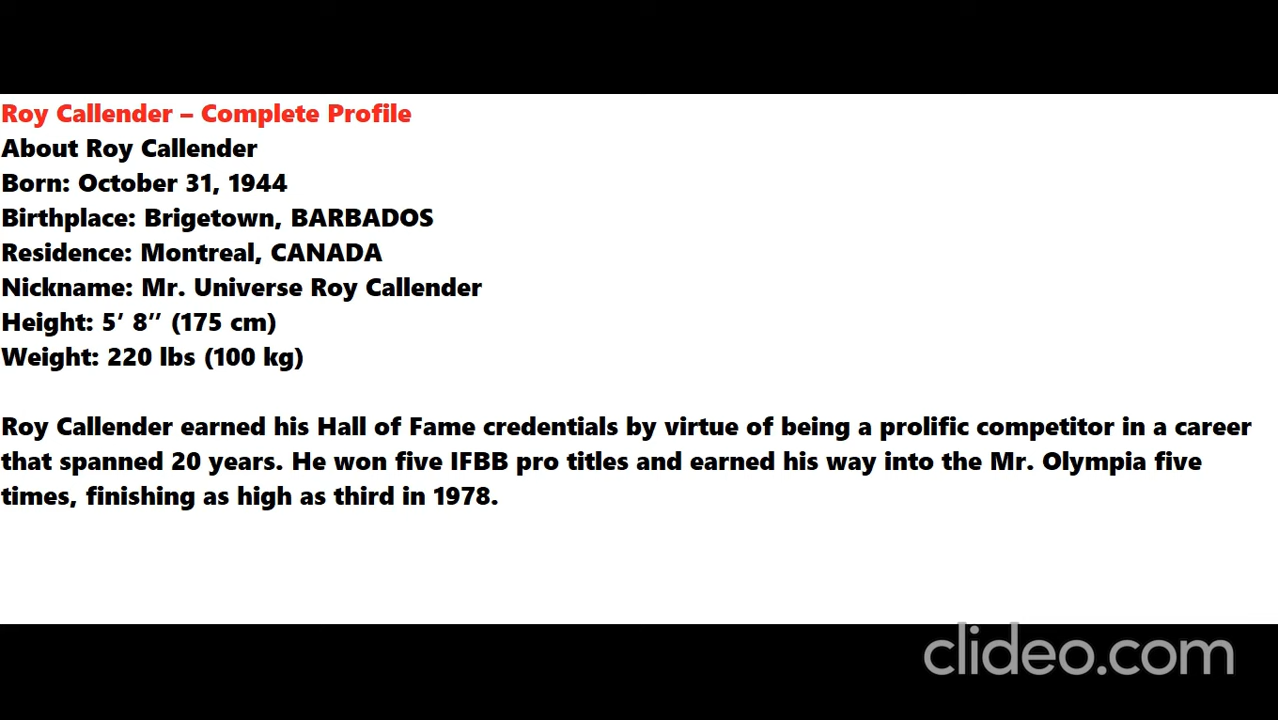 Roy Callender – Complete Profile
About Roy Callender
Born: October 31, 1944
Birthplace: Brigetown, BARBADOS
Residence: Montreal, CANADA
Nickname: Mr. Universe Roy Callender
Height: 5′ 8″ (175 cm)
Weight: 220 lbs (100 kg)
Roy Callender earned his Hall of Fame credentials by virtue of being a prolific competitor in a career
that spanned 20 years. He won five IFBB pro titles and earned his way into the Mr. Olympia five
times, finishing as high as third in 1978.
clideo.com